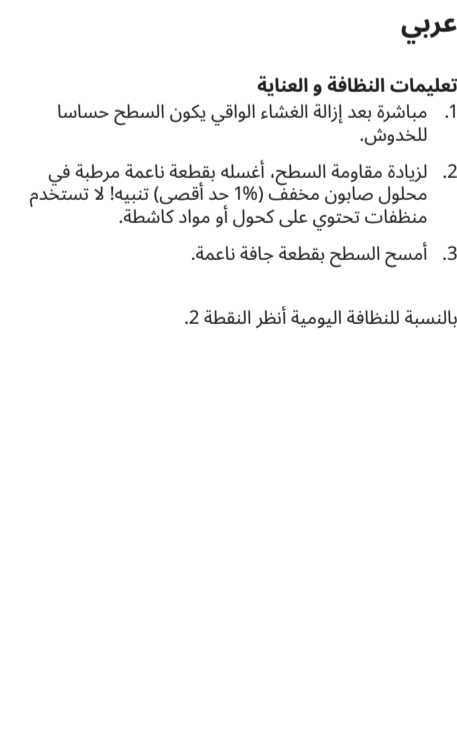 عربي
تعليمات النظافة و العناية
1. مباشرة بعد إزالة الغشاء الواقي يكون السطح حساسا
للخدوش.
2. لزيادة مقاومة السطح، أغسله بقطعة ناعمة مرطبة في
محلول صابون مخفف (%1 حد أقصى) تنبيه! لا تستخدم
منظفات تحتوي على كحول أو مواد كاشطة.
3. أمسح السطح بقطعة جافة ناعمة.
بالنسبة للنظافة اليومية أنظر النقطة 2.